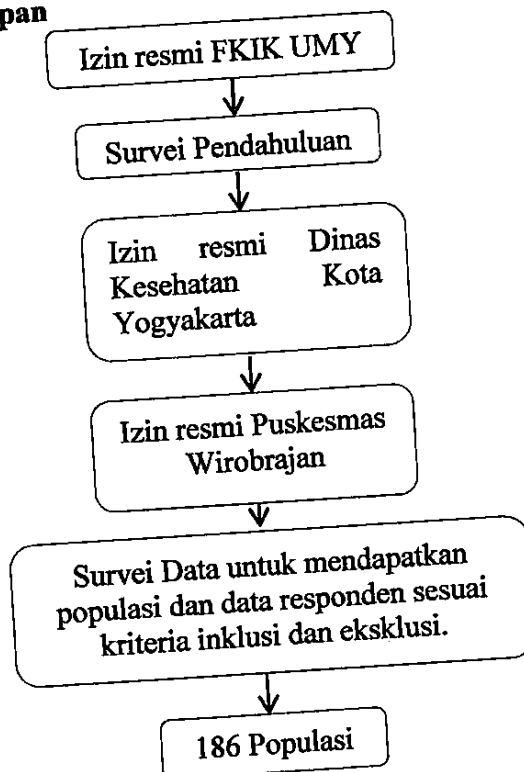 pan
Izin resmi FKIK UMY
Survei Pendahuluan
Izin resmi Dinas
Kesehatan Kota
Yogyakarta
Izin resmi Puskesmas
Wirobrajan
Survei Data untuk mendapatkan
populasi dan data responden sesuai
kriteria inklusi dan eksklusi.
186 Populasi